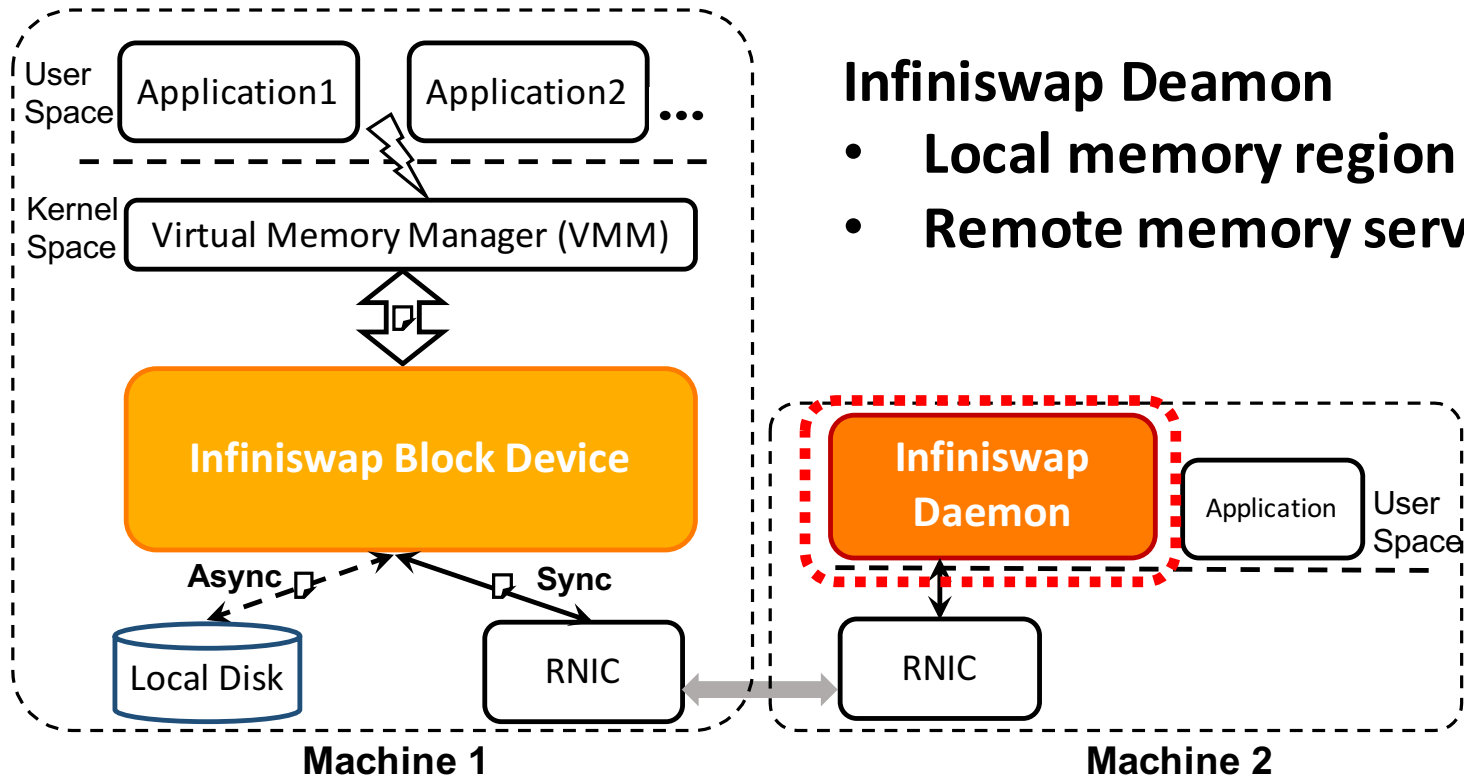 User
Space
Application1
Application2
...
Kernel
Space
Virtual Memory Manager (VMM)
Infiniswap Block Device
Async
Sync
Local Disk
RNIC
Machine 1
Infiniswap Deamon
• Local memory region
• Remote memory serv
Infiniswap
Daemon
Application
User
Space
RNIC
Machine 2